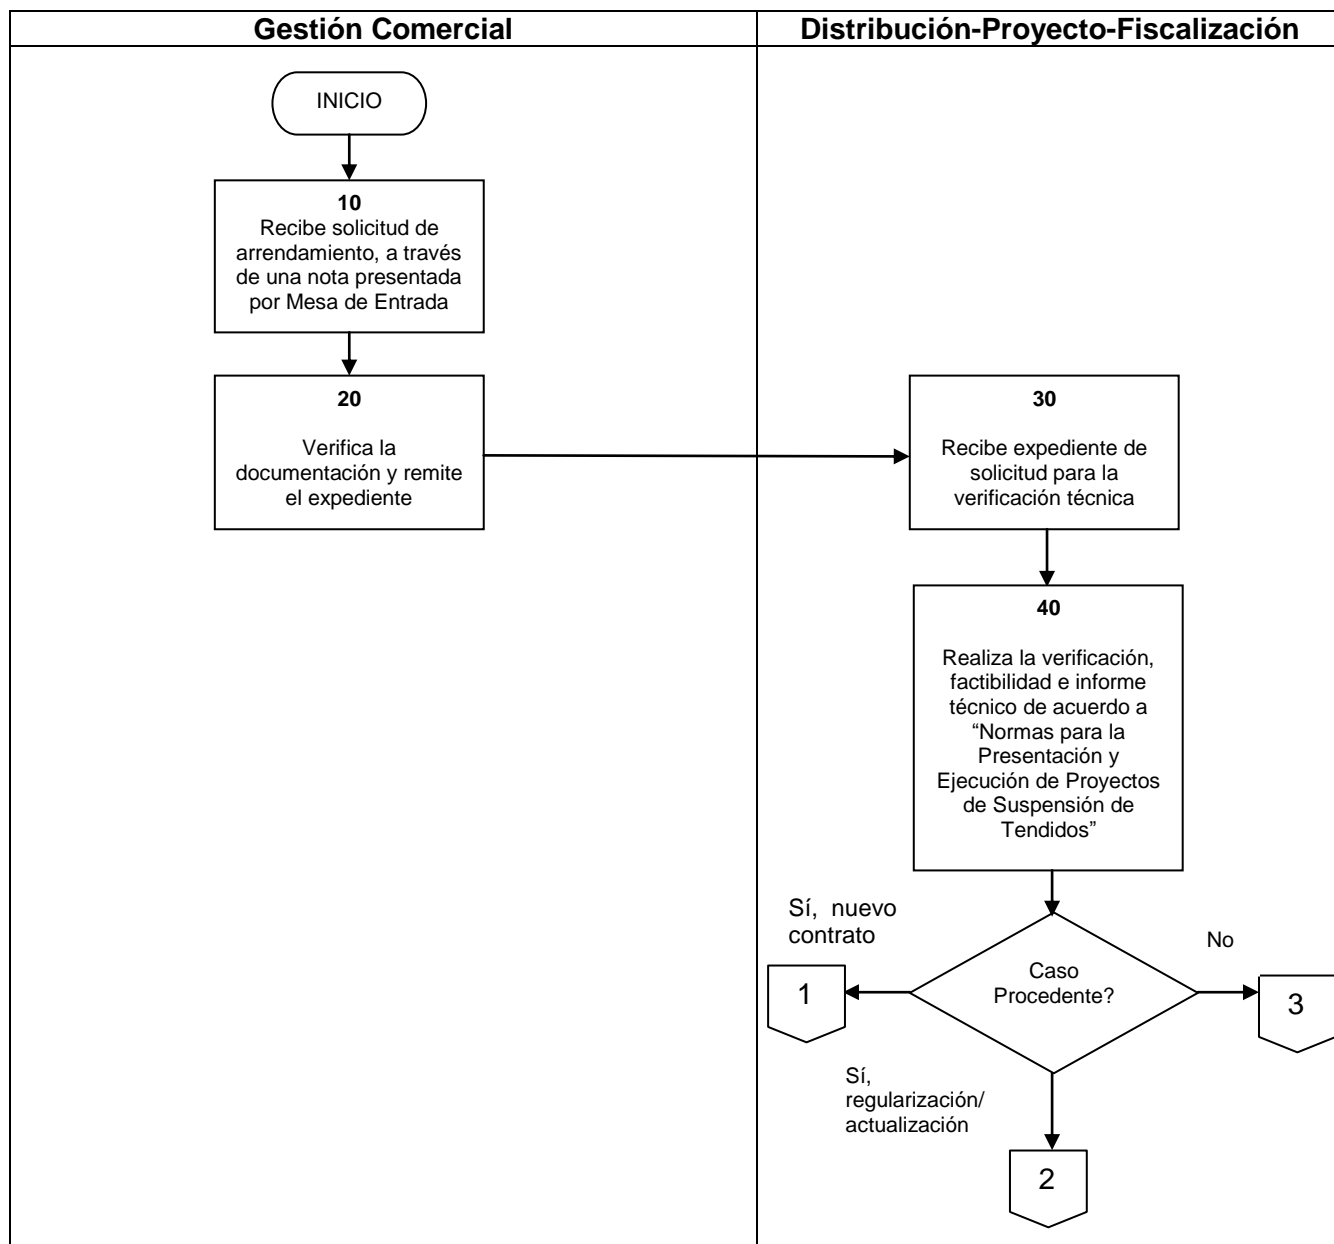 Gestión Comercial
Distribución-Proyecto-Fiscalización
INICIO
10
Recibe solicitud de
arrendamiento, a través
de una nota presentada
por Mesa de Entrada
20
Verifica la
documentación y remite
el expediente
30
Recibe expediente de
solicitud para la
verificación técnica
40
Realiza la verificación,
factibilidad e informe
técnico de acuerdo a
“Normas para la
Presentación y
Ejecución de Proyectos
de Suspensión de
Tendidos”
Sí, nuevo
contrato
No
Caso
Procedente?
1
3
Sí,
regularización/
actualización
2